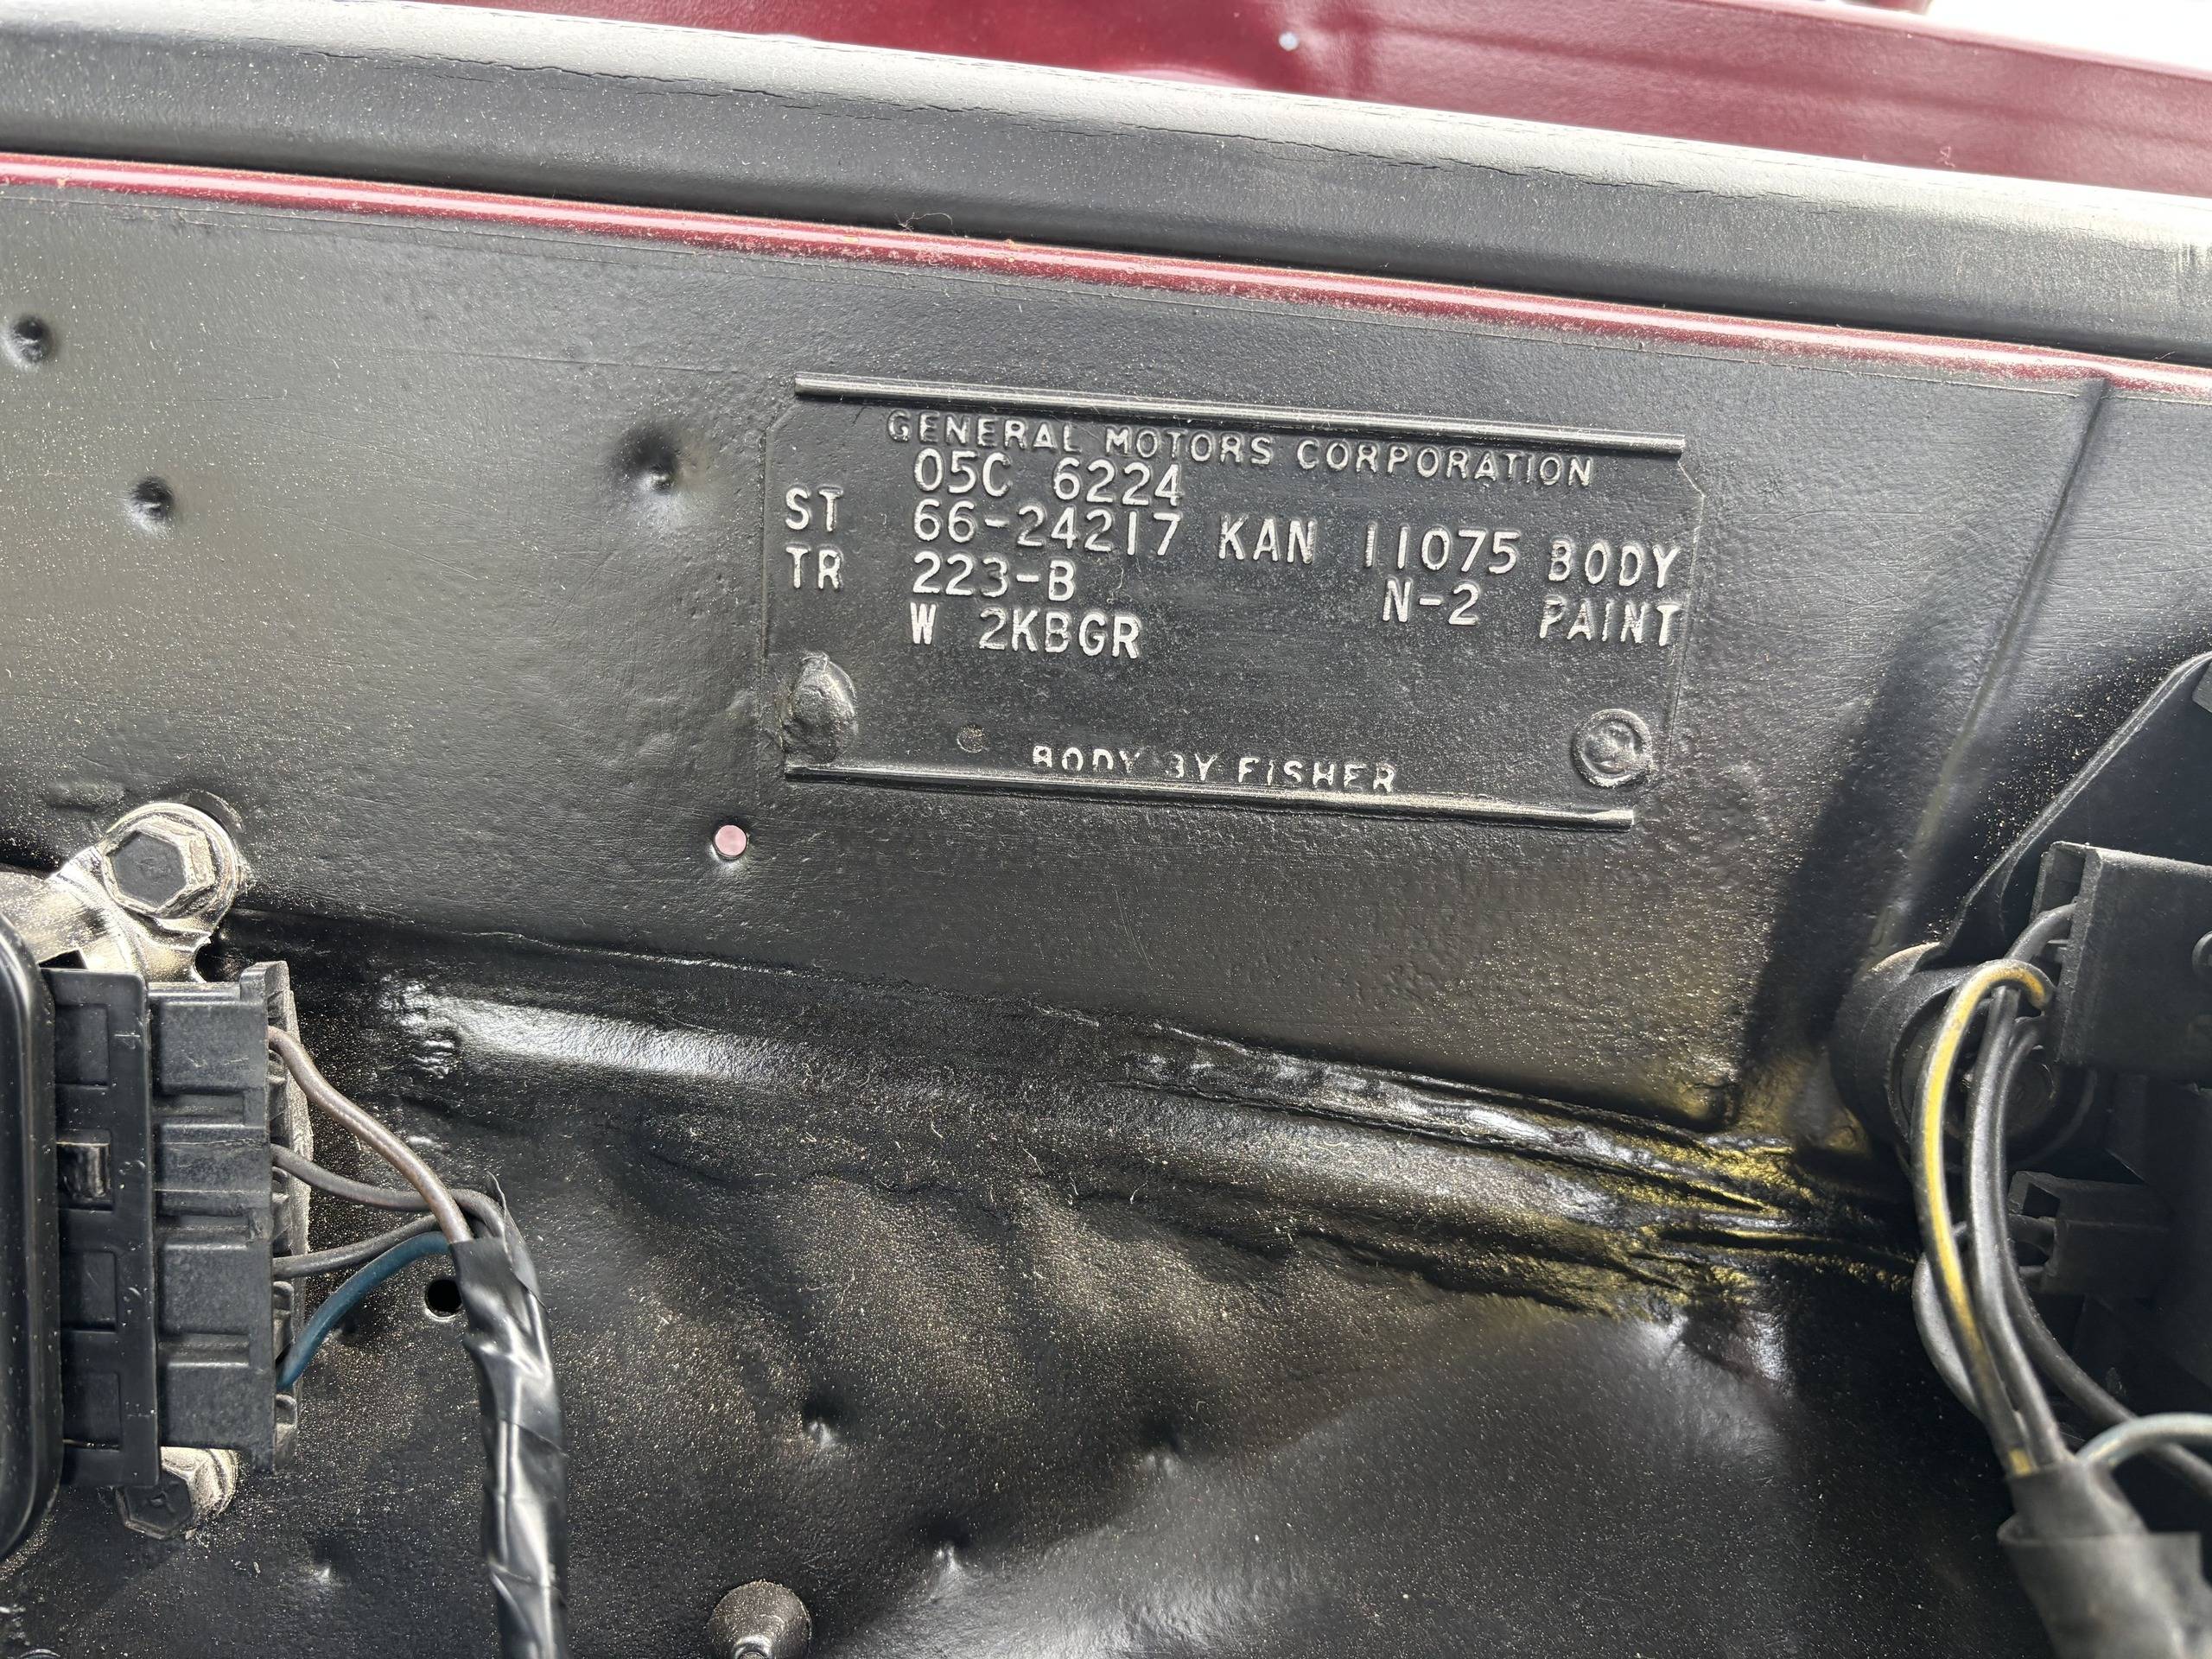 GENERAL MOTORS CORPORATION
05C 6224
ST 66-24217 KAN 11075 BODY
TR 223-B N-2 PAINT
W 2KBGR
BODY BY FISHER